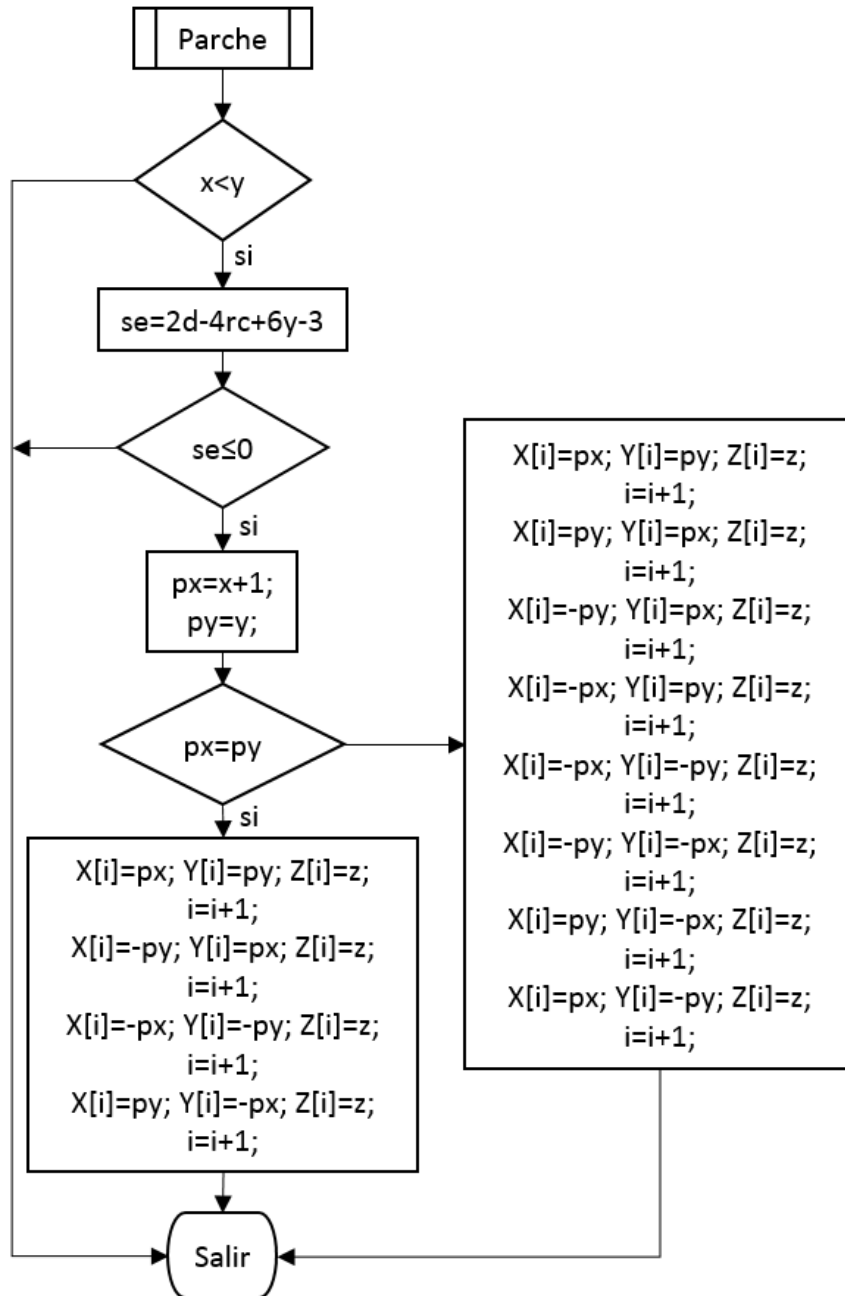 Parche
x<y
si
se=2d-4rc+6y-3
se≤0
si
px=x+1;
py=y;
px=py
si
X[i]=px; Y[i]=py; Z[i]=z;
i=i+1;
X[i]=-py; Y[i]=px; Z[i]=z;
i=i+1;
X[i]=-px; Y[i]=-py; Z[i]=z;
i=i+1;
X[i]=py; Y[i]=-px; Z[i]=z;
i=i+1;
X[i]=px; Y[i]=py; Z[i]=z;
i=i+1;
X[i]=py; Y[i]=px; Z[i]=z;
i=i+1;
X[i]=-py; Y[i]=px; Z[i]=z;
i=i+1;
X[i]=-px; Y[i]=py; Z[i]=z;
i=i+1;
X[i]=-px; Y[i]=-py; Z[i]=z;
i=i+1;
X[i]=-py; Y[i]=-px; Z[i]=z;
i=i+1;
X[i]=py; Y[i]=-px; Z[i]=z;
i=i+1;
X[i]=px; Y[i]=-py; Z[i]=z;
i=i+1;
Salir